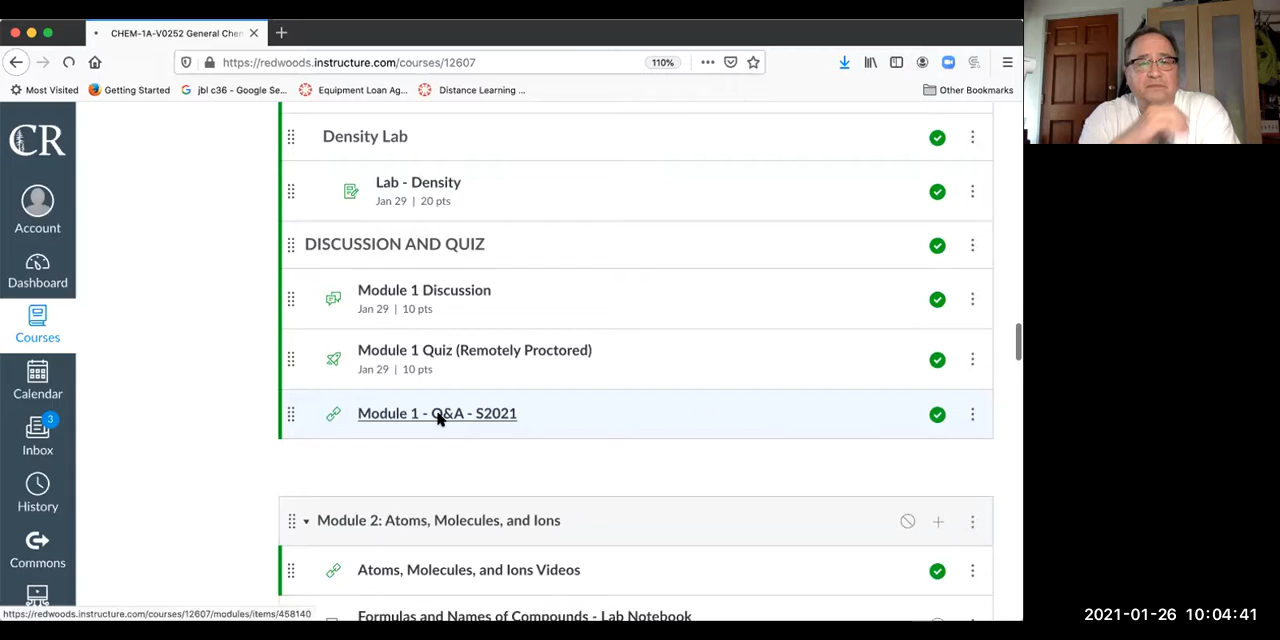 CHEM-1A-V0252 General Chem
https://redwoods.instructure.com/courses/12607
110%
Most Visited
Getting Started
jbl c36 - Google Se...
Equipment Loan Ag...
Distance Learning ...
Other Bookmarks
CR
Account
Dashboard
Courses
Calendar
3
Inbox
History
Commons
Density Lab
Lab - Density
Jan 29 | 20 pts
DISCUSSION AND QUIZ
Module 1 Discussion
Jan 29 | 10 pts
Module 1 Quiz (Remotely Proctored)
Jan 29 | 10 pts
Module 1 - Q&A - S2021
Module 2: Atoms, Molecules, and Ions
Atoms, Molecules, and Ions Videos
Formulas and Names of Compounds - Lab Notebook
https://redwoods.instructure.com/courses/12607/modules/items/458140
2021-01-26 10:04:41